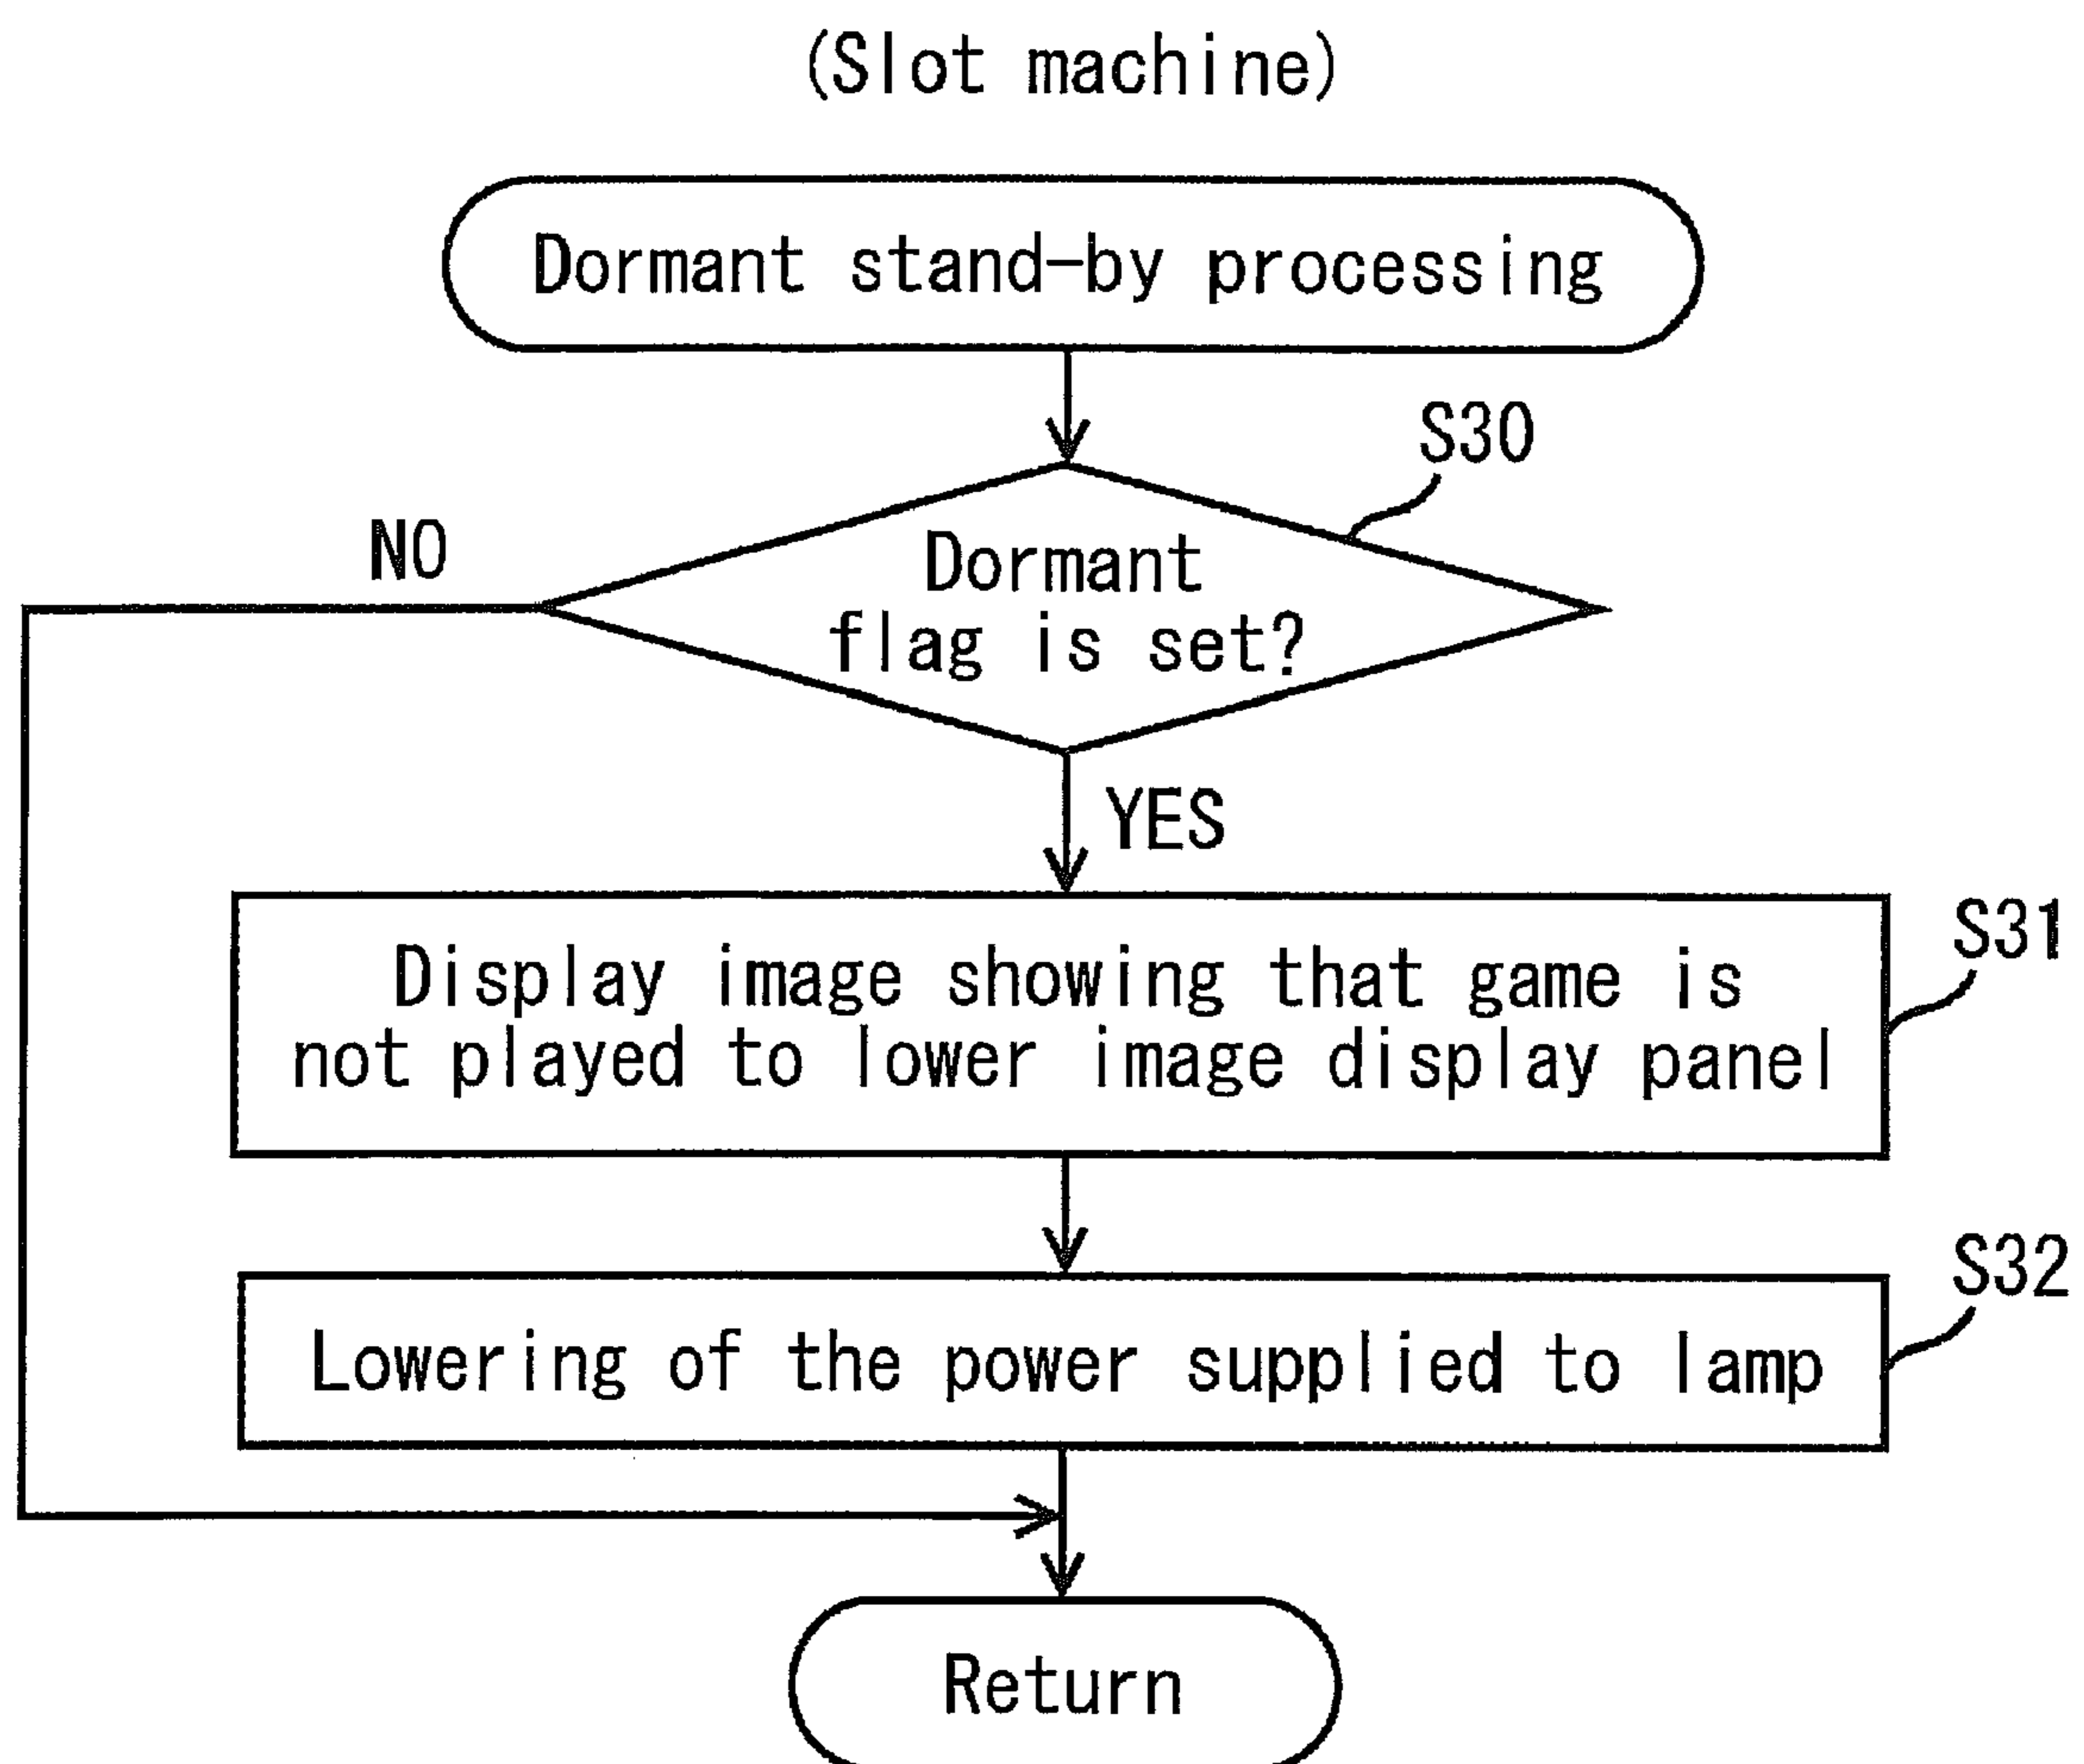 (Slot machine)
Dormant stand-by processing
S30
NO
Dormant
flag is set?
YES
S31
Display image showing that game is
not played to lower image display panel
S32
Lowering of the power supplied to lamp
Return